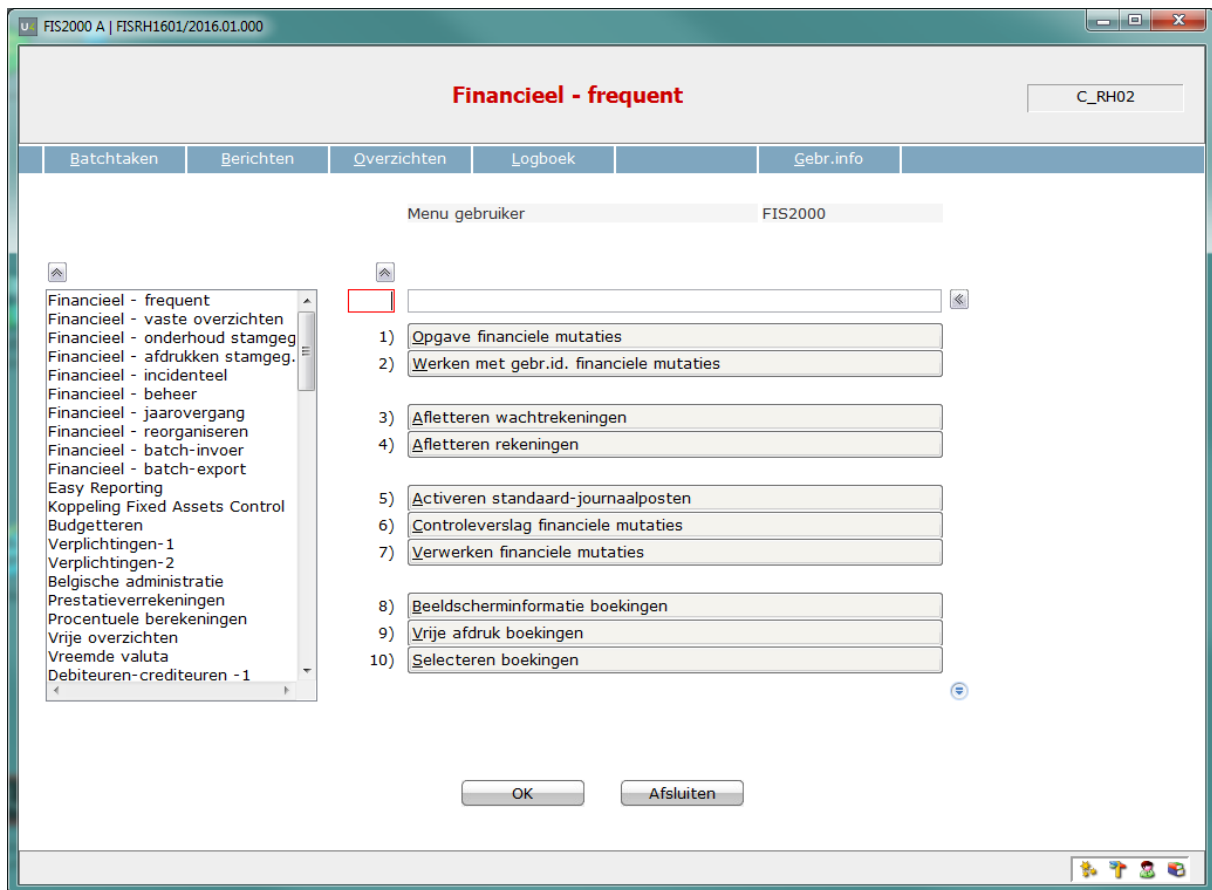 U4 FIS2000 A | FISRH1601/2016.01.000
Financieel - frequent
C_RH02
Batchtaken Berichten Overzichten Logboek Gebr.info
Menu gebruiker FIS2000
Financieel - frequent
Financieel - vaste overzichten
Financieel - onderhoud stamgeg
Financieel - afdrukken stamgeg.
Financieel - incidenteel
Financieel - beheer
Financieel - jaarovergang
Financieel - reorganiseren
Financieel - batch-invoer
Financieel - batch-export
Easy Reporting
Koppeling Fixed Assets Control
Budgetteren
Verplichtingen-1
Verplichtingen-2
Belgische administratie
Prestatieverrekeningen
Procentuele berekeningen
Vrije overzichten
Vreemde valuta
Debiteuren-crediteuren -1
1) Opgave financiele mutaties
2) Werken met gebr.id. financiele mutaties
3) Afletteren wachtrekeningen
4) Afletteren rekeningen
5) Activeren standaard-journaalposten
6) Controleverslag financiele mutaties
7) Verwerken financiele mutaties
8) Beeldscherminformatie boekingen
9) Vrije afdruk boekingen
10) Selecteren boekingen
OK Afsluiten